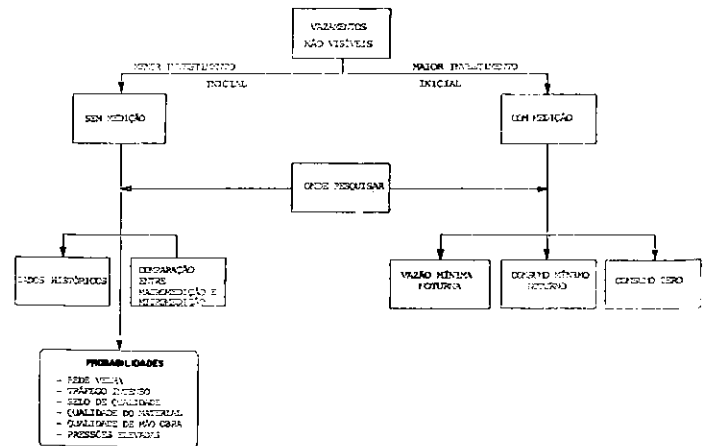 VAZAMENTOS
NÃO VISÍVEIS
MENOR INVESTIMENTO
INICIAL
MAIOR INVESTIMENTO
INICIAL
SEM MEDIÇÃO
COM MEDIÇÃO
ONDE PESQUISAR
DADOS HISTÓRICOS
COMPARAÇÃO
ENTRE
MACROMEDIÇÃO E
MICROMEDIÇÃO
VAZÃO MÍNIMA
NOTURNA
CONSUMO MÍNIMO
NOTURNO
CONSUMO ZERO
PROBABILIDADES
- REDE VELHA
- TRÁFEGO INTENSO
- SELO DE QUALIDADE
- QUALIDADE DO MATERIAL
- QUALIDADE DE MÃO OBRA
- PRESSÕES ELEVADAS